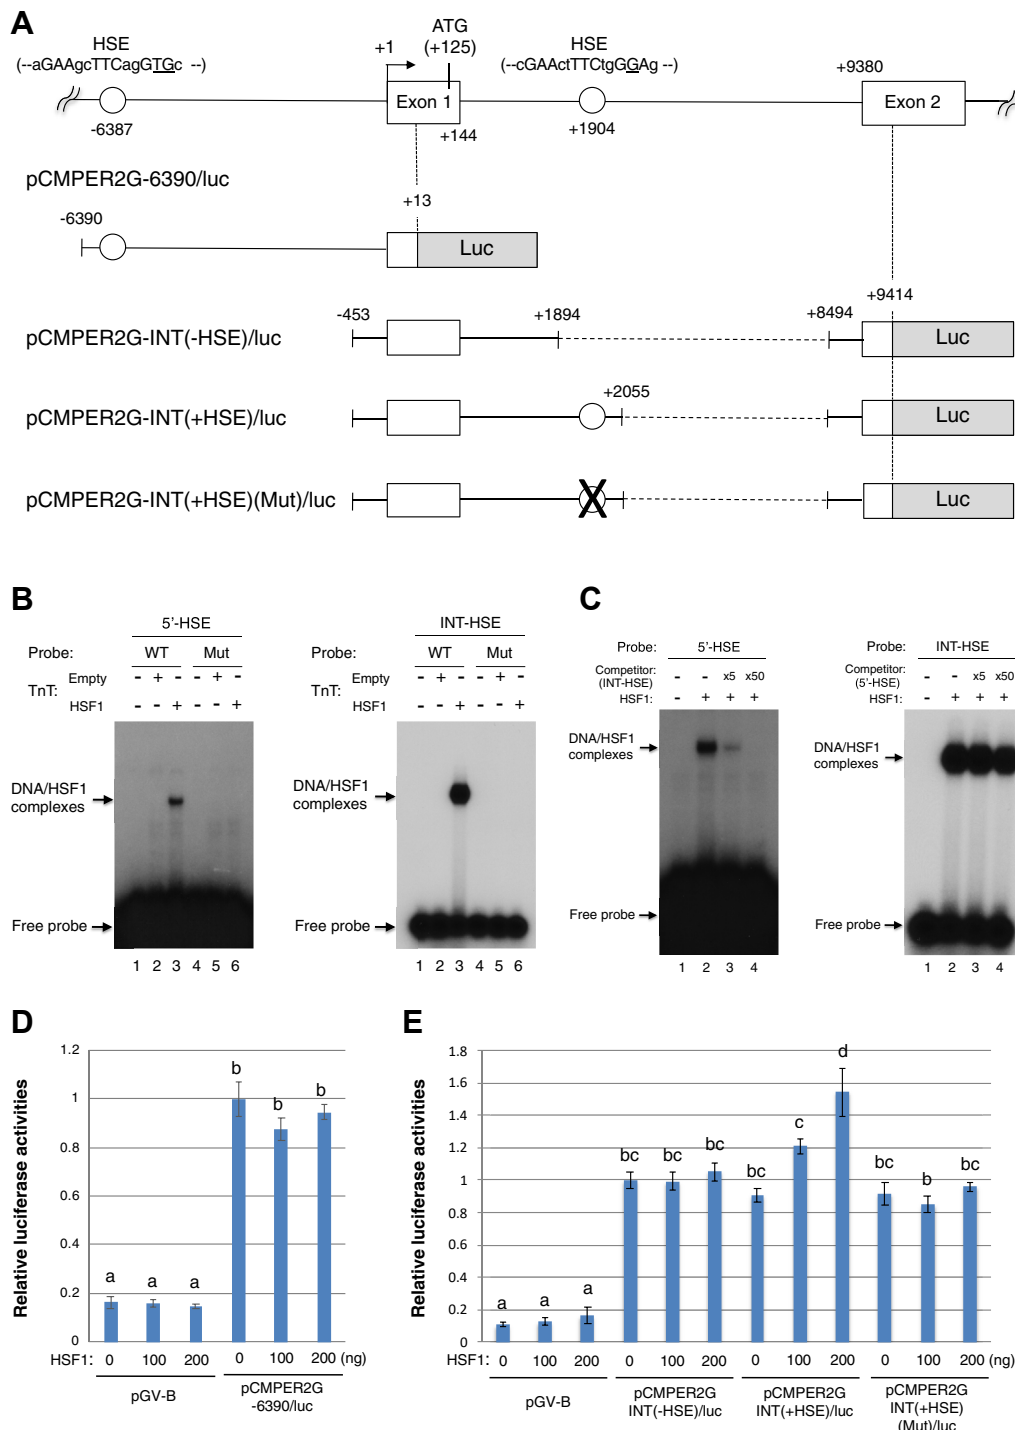 A
HSE
(--aGAAgcTTCagGTGc --)
+1
ATG
(+125)
HSE
(--cGAActTTCtgGGAg --)
+9380
Exon 1
Exon 2
-6387
+144
+1904
pCMPER2G-6390/luc
+13
-6390
Luc
+9414
-453
+1894
+8494
pCMPER2G-INT(-HSE)/luc
Luc
+2055
pCMPER2G-INT(+HSE)/luc
Luc
pCMPER2G-INT(+HSE)(Mut)/luc
X
Luc
B
5'-HSE
Probe: WT Mut
Empty - + - - + -
TnT:
HSF1 - - + - - +
DNA/HSF1
complexes
Free probe
1 2 3 4 5 6
INT-HSE
Probe: WT Mut
Empty - + - - + -
TnT:
HSF1 - - + - - +
DNA/HSF1
complexes
Free probe
1 2 3 4 5 6
C
Probe: 5'-HSE
Competitor: - - x5 x50
(INT-HSE)
HSF1: - + + +
DNA/HSF1
complexes
Free probe
1 2 3 4
Probe: INT-HSE
Competitor: - - x5 x50
(5'-HSE)
HSF1: - + + +
DNA/HSF1
complexes
Free probe
1 2 3 4
D
Relative luciferase activities
1.2
1
0.8
0.6
0.4
0.2
0
a a a b b b
HSF1: 0 100 200 0 100 200 (ng)
pGV-B
pCMPER2G
-6390/luc
E
Relative luciferase activities
1.8
1.6
1.4
1.2
1
0.8
0.6
0.4
0.2
0
a a a bc bc bc bc c d bc b bc
HSF1: 0 100 200 0 100 200 0 100 200 0 100 200 (ng)
pGV-B
pCMPER2G
INT(-HSE)/luc
pCMPER2G
INT(+HSE)/luc
pCMPER2G
INT(+HSE)
(Mut)/luc